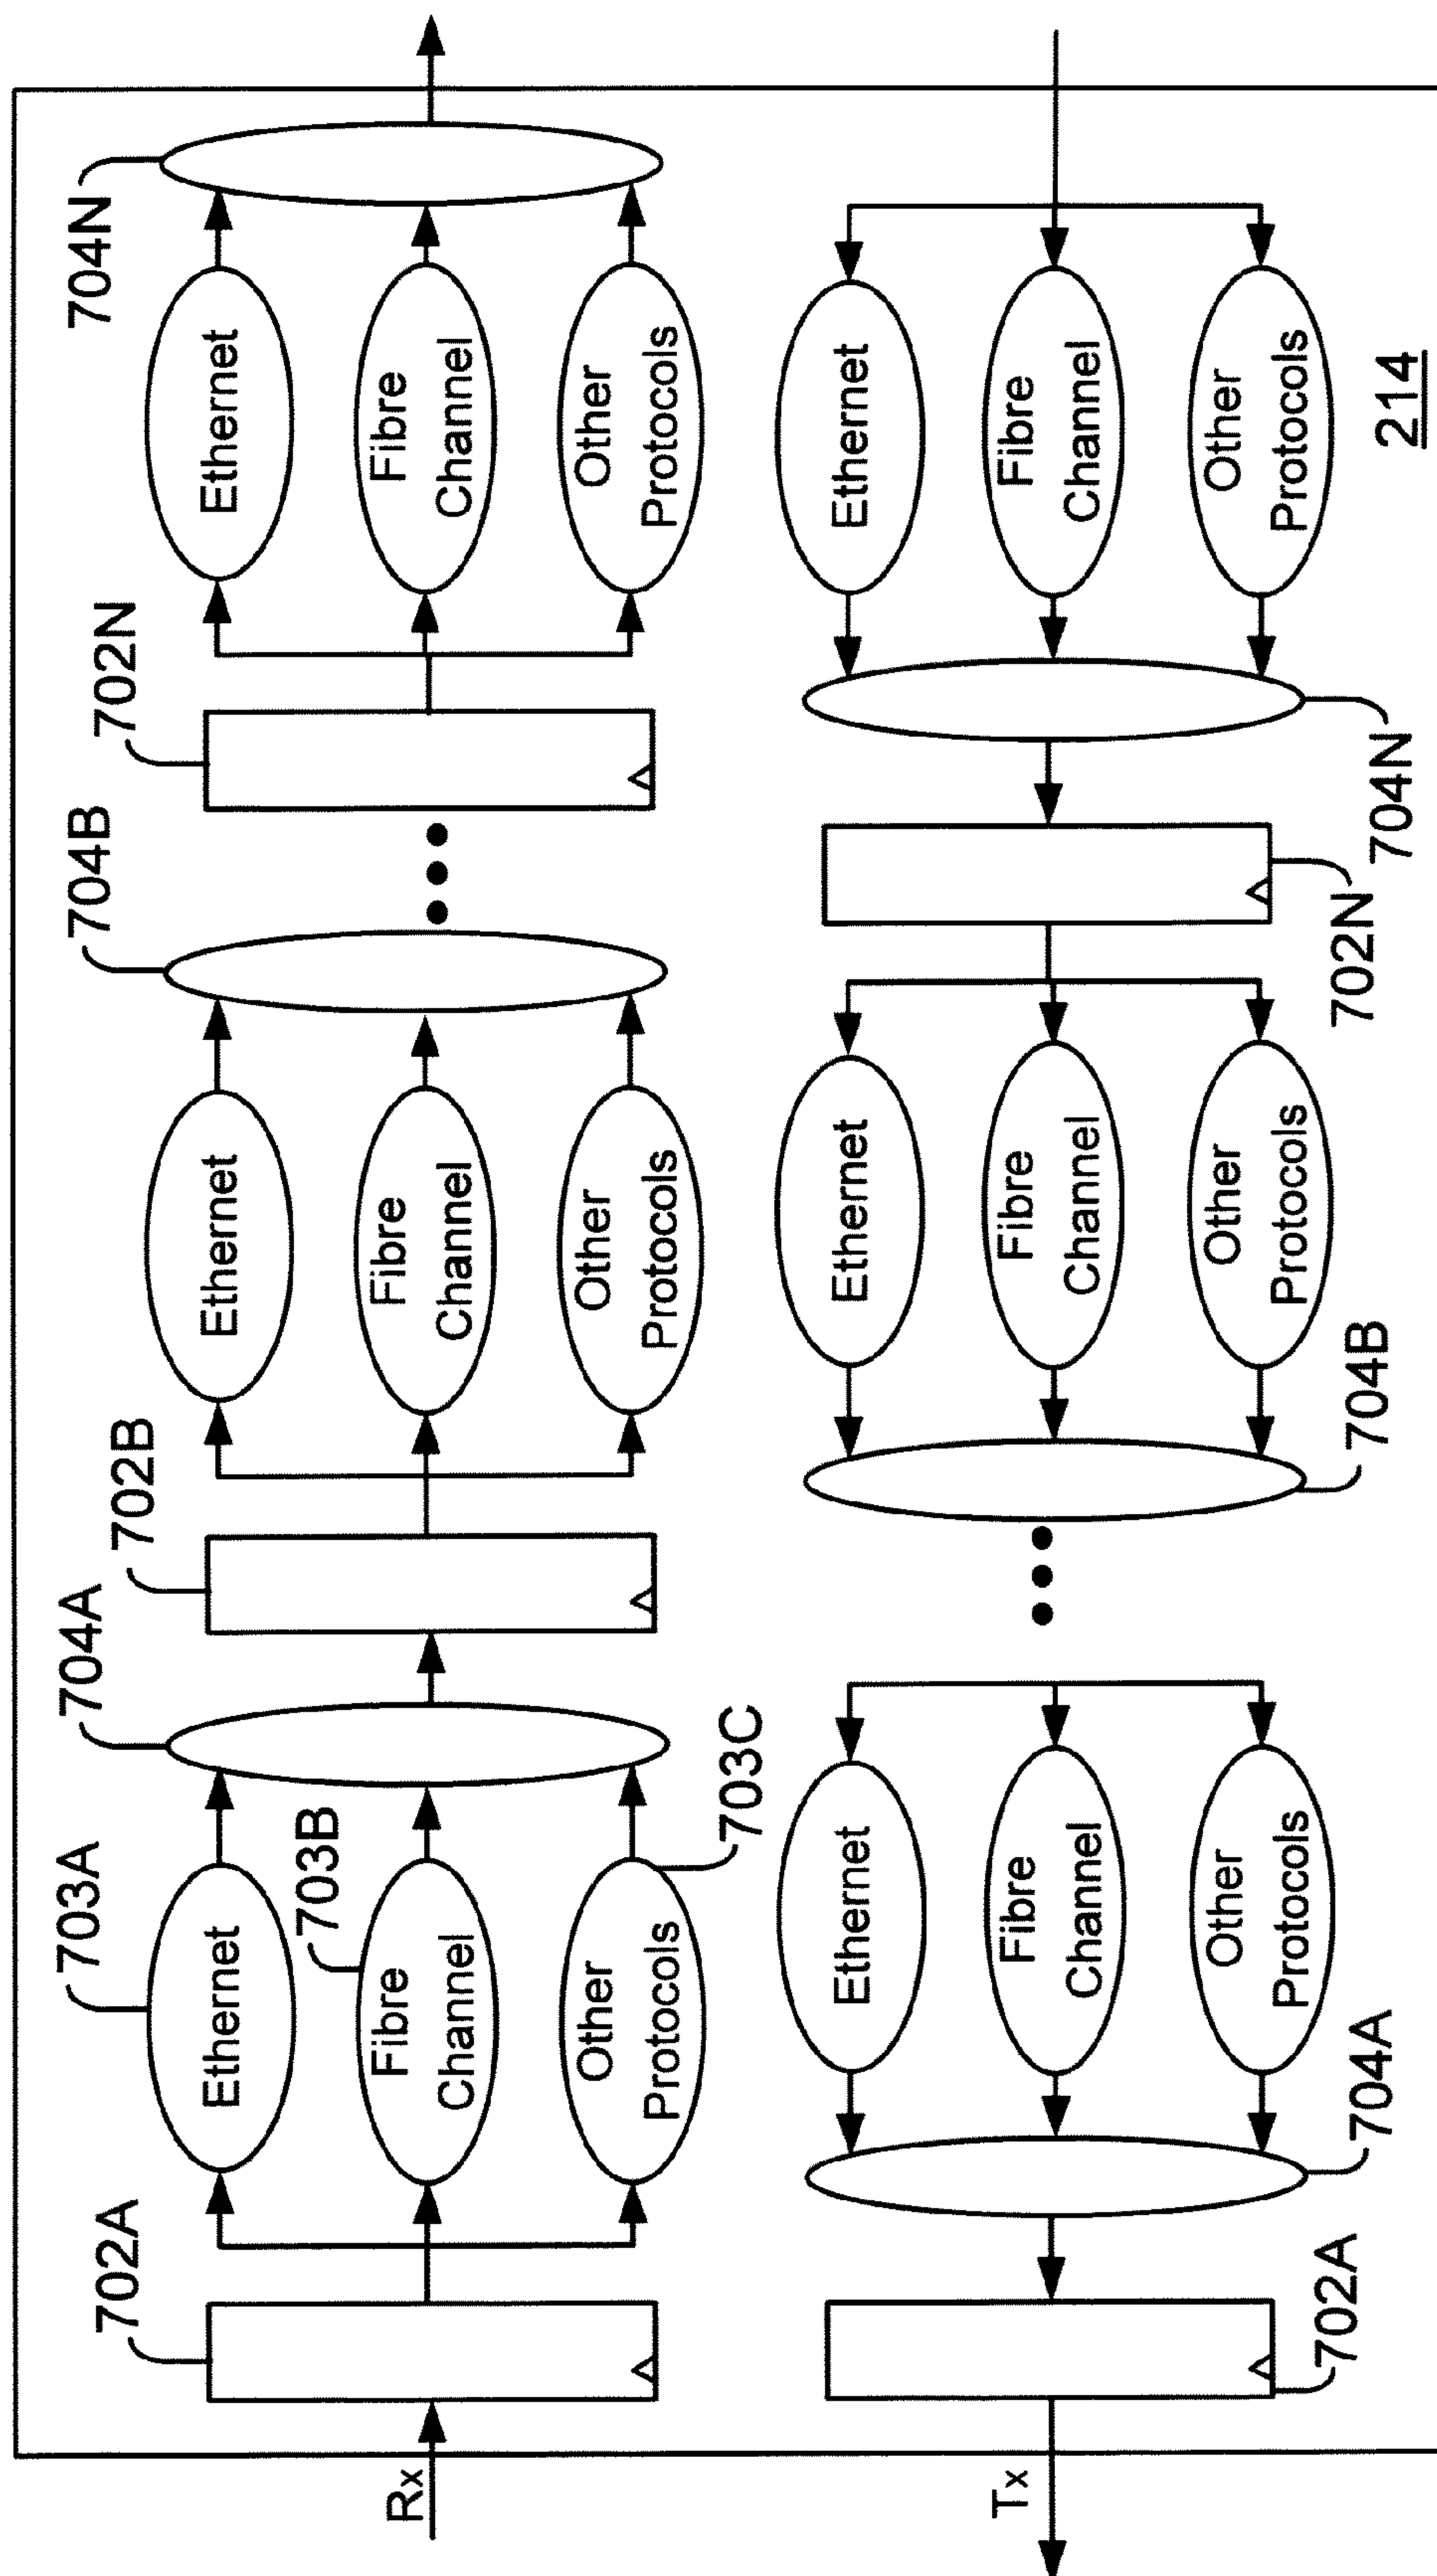 Rx
702A
703A
Ethernet
703B
Fibre
Channel
Other
Protocols
703C
704A
702B
Ethernet
Fibre
Channel
Other
Protocols
704B
702N
Ethernet
Fibre
Channel
Other
Protocols
704N
Tx
702A
704A
Ethernet
Fibre
Channel
Other
Protocols
704B
Ethernet
Fibre
Channel
Other
Protocols
702N
704N
Ethernet
Fibre
Channel
Other
Protocols
214